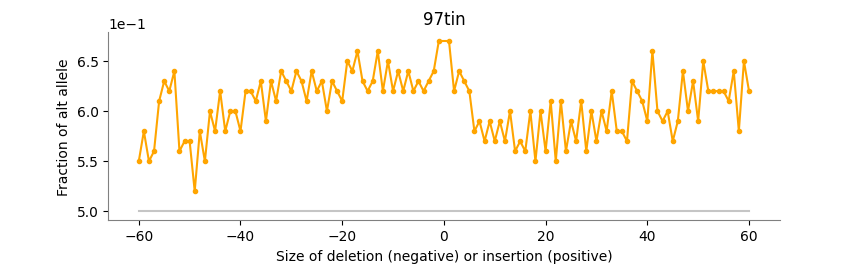 97tin
1e−1
Fraction of alt allele
6.5
6.0
5.5
5.0
−60 −40 −20 0 20 40 60
Size of deletion (negative) or insertion (positive)